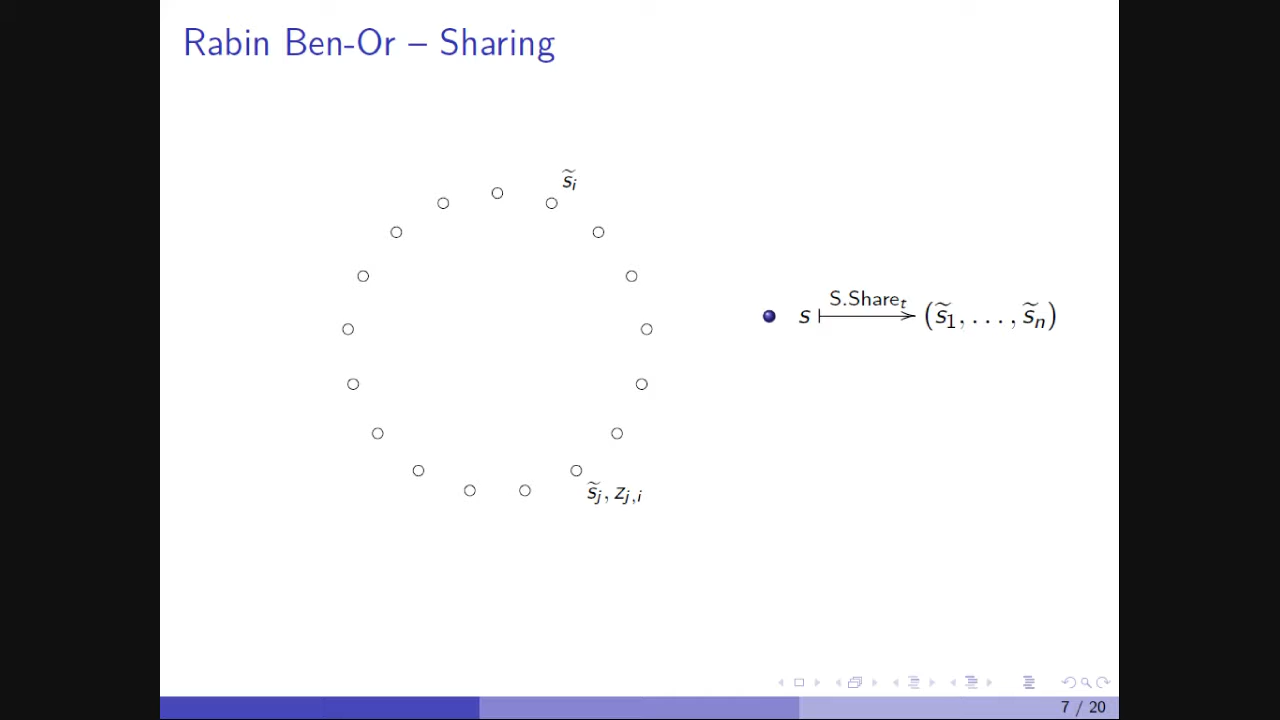 Rabin Ben-Or – Sharing
s̃ᵢ
s ⟼ S.Shareₜ (s̃₁, . . . , s̃ₙ)
s̃ⱼ, zⱼ,ᵢ
7 / 20